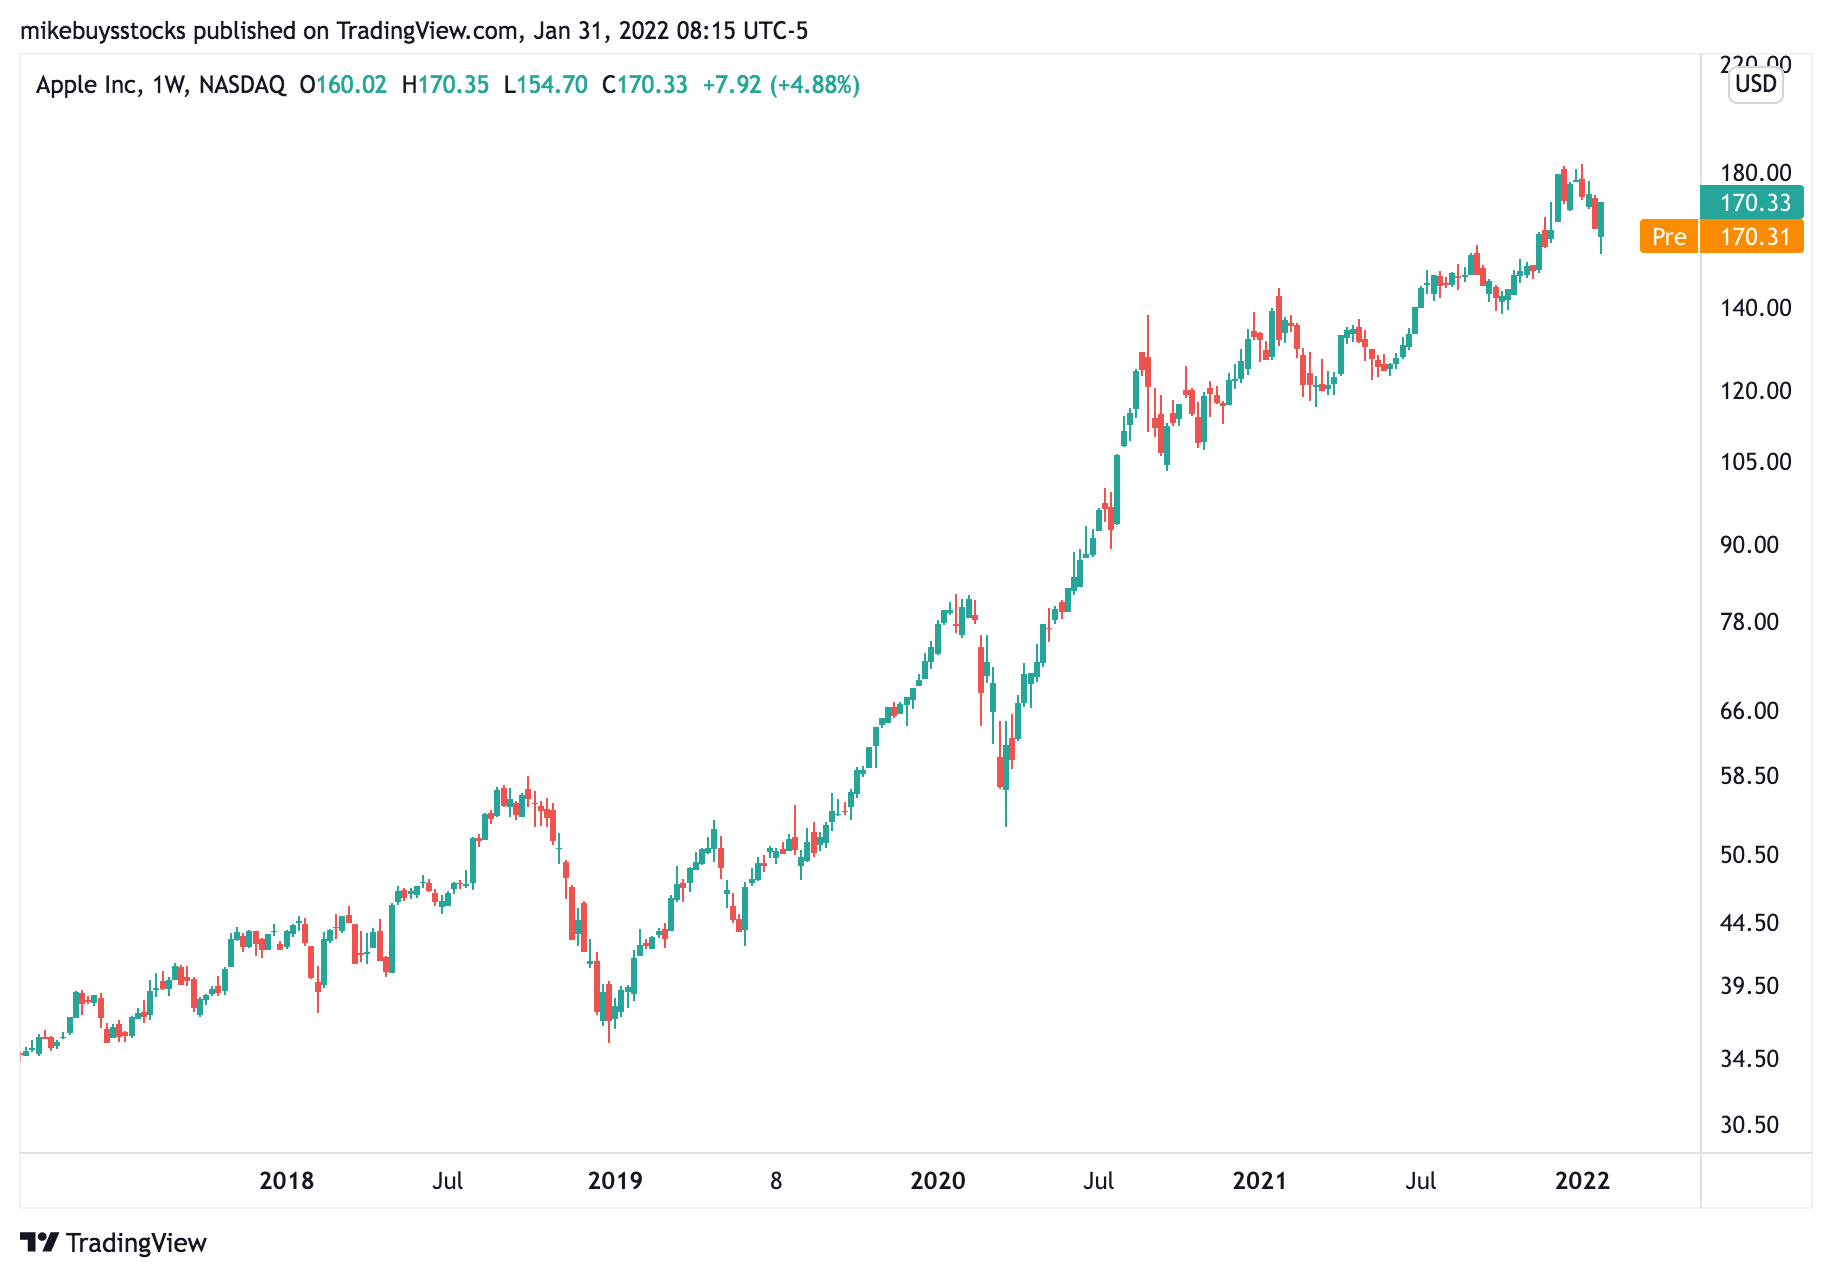 mikebuysstocks published on TradingView.com, Jan 31, 2022 08:15 UTC-5
Apple Inc, 1W, NASDAQ O160.02 H170.35 L154.70 C170.33 +7.92 (+4.88%)
220.00
USD
180.00
170.33
Pre 170.31
140.00
120.00
105.00
90.00
78.00
66.00
58.50
50.50
44.50
39.50
34.50
30.50
2018 Jul 2019 8 2020 Jul 2021 Jul 2022
TradingView